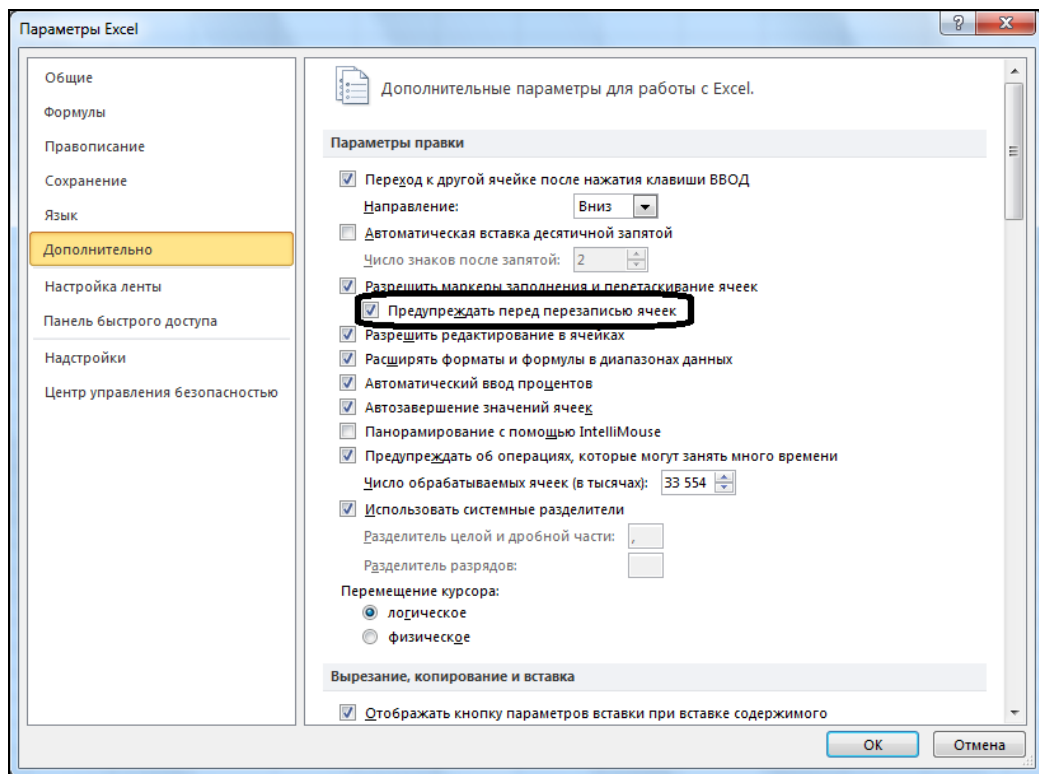 Параметры Excel
Общие
Формулы
Правописание
Сохранение
Язык
Дополнительно
Настройка ленты
Панель быстрого доступа
Надстройки
Центр управления безопасностью
Дополнительные параметры для работы с Excel.
Параметры правки
Переход к другой ячейке после нажатия клавиши ВВОД
Направление: Вниз
Автоматическая вставка десятичной запятой
Число знаков после запятой: 2
Разрешить маркеры заполнения и перетаскивание ячеек
Предупреждать перед перезаписью ячеек
Разрешить редактирование в ячейках
Расширять форматы и формулы в диапазонах данных
Автоматический ввод процентов
Автозавершение значений ячеек
Панорамирование с помощью IntelliMouse
Предупреждать об операциях, которые могут занять много времени
Число обрабатываемых ячеек (в тысячах): 33 554
Использовать системные разделители
Разделитель целой и дробной части: ,
Разделитель разрядов:
Перемещение курсора:
логическое
физическое
Вырезание, копирование и вставка
Отображать кнопку параметров вставки при вставке содержимого
ОК Отмена